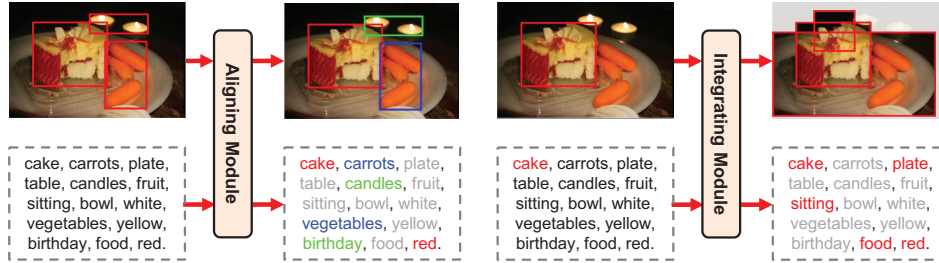 cake, carrots, plate,
table, candles, fruit,
sitting, bowl, white,
vegetables, yellow,
birthday, food, red.
Aligning Module
cake, carrots, plate,
table, candles, fruit,
sitting, bowl, white,
vegetables, yellow,
birthday, food, red.
cake, carrots, plate,
table, candles, fruit,
sitting, bowl, white,
vegetables, yellow,
birthday, food, red.
Integrating Module
cake, carrots, plate,
table, candles, fruit,
sitting, bowl, white,
vegetables, yellow,
birthday, food, red.